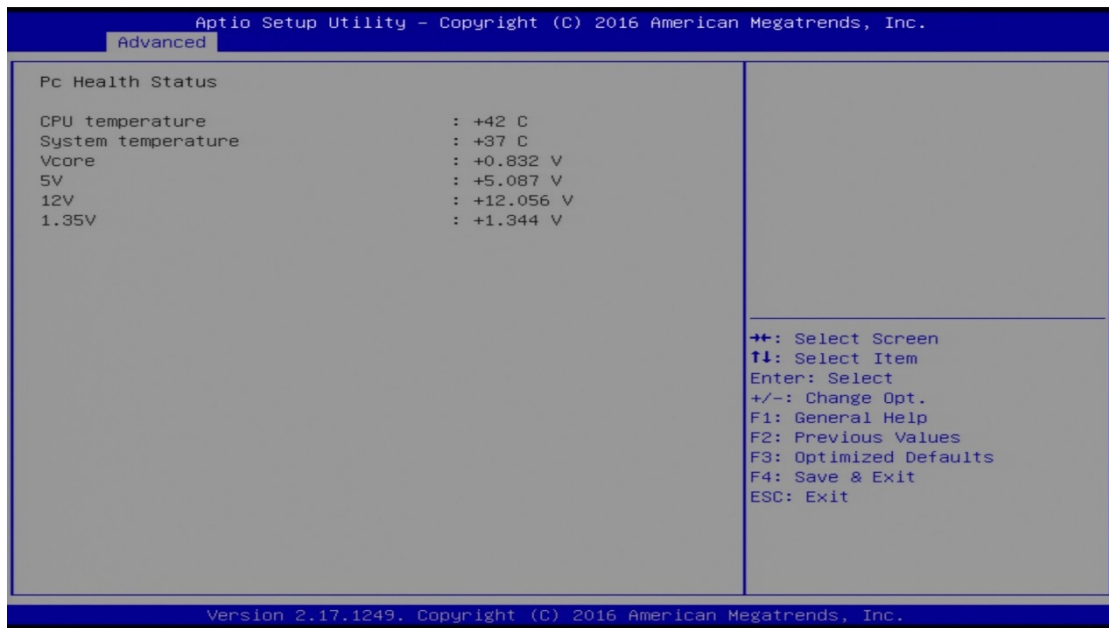 Aptio Setup Utility – Copyright (C) 2016 American Megatrends, Inc.
Advanced
Pc Health Status
CPU temperature : +42 C
System temperature : +37 C
Vcore : +0.832 V
5V : +5.087 V
12V : +12.056 V
1.35V : +1.344 V
→←: Select Screen
↑↓: Select Item
Enter: Select
+/-: Change Opt.
F1: General Help
F2: Previous Values
F3: Optimized Defaults
F4: Save & Exit
ESC: Exit
Version 2.17.1249. Copyright (C) 2016 American Megatrends, Inc.